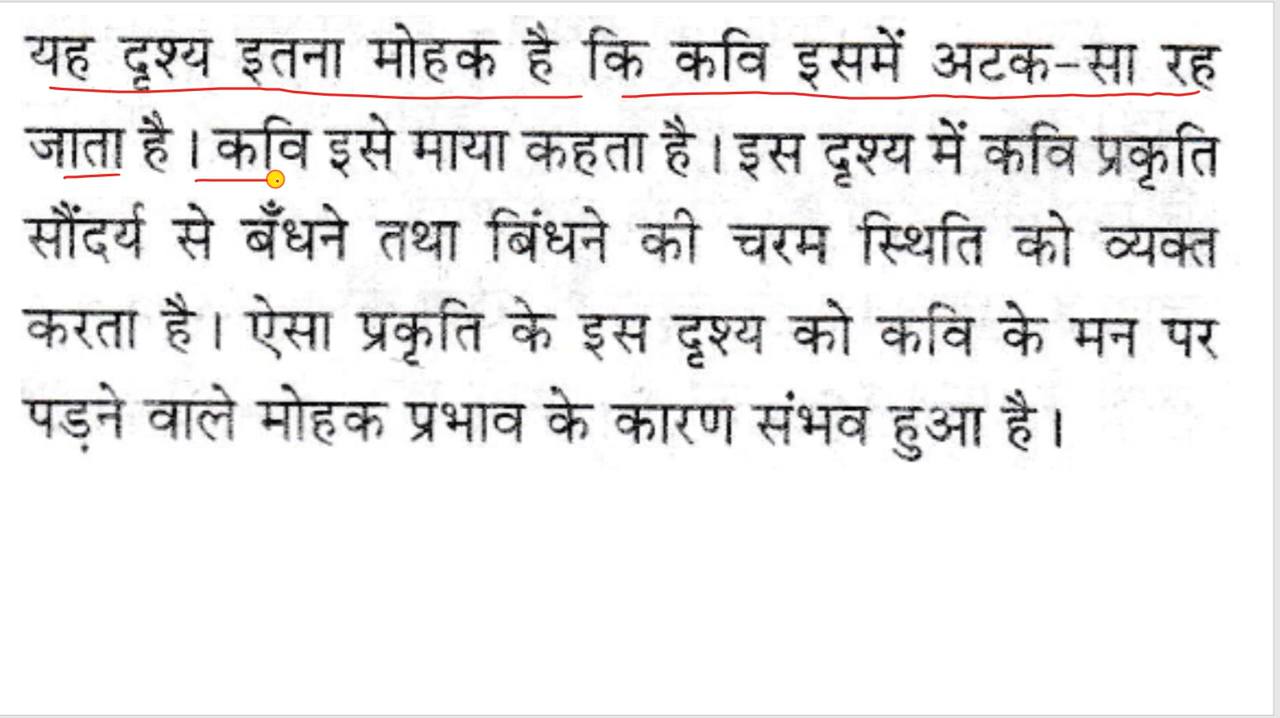 यह दृश्य इतना मोहक है कि कवि इसमें अटक-सा रह
जाता है। कवि इसे माया कहता है। इस दृश्य में कवि प्रकृति
सौंदर्य से बँधने तथा बिंधने की चरम स्थिति को व्यक्त
करता है। ऐसा प्रकृति के इस दृश्य को कवि के मन पर
पड़ने वाले मोहक प्रभाव के कारण संभव हुआ है।